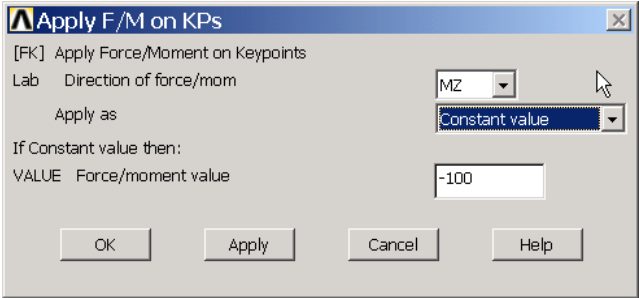 Apply F/M on KPs
[FK] Apply Force/Moment on Keypoints
Lab Direction of force/mom MZ
Apply as Constant value
If Constant value then:
VALUE Force/moment value -100
OK Apply Cancel Help